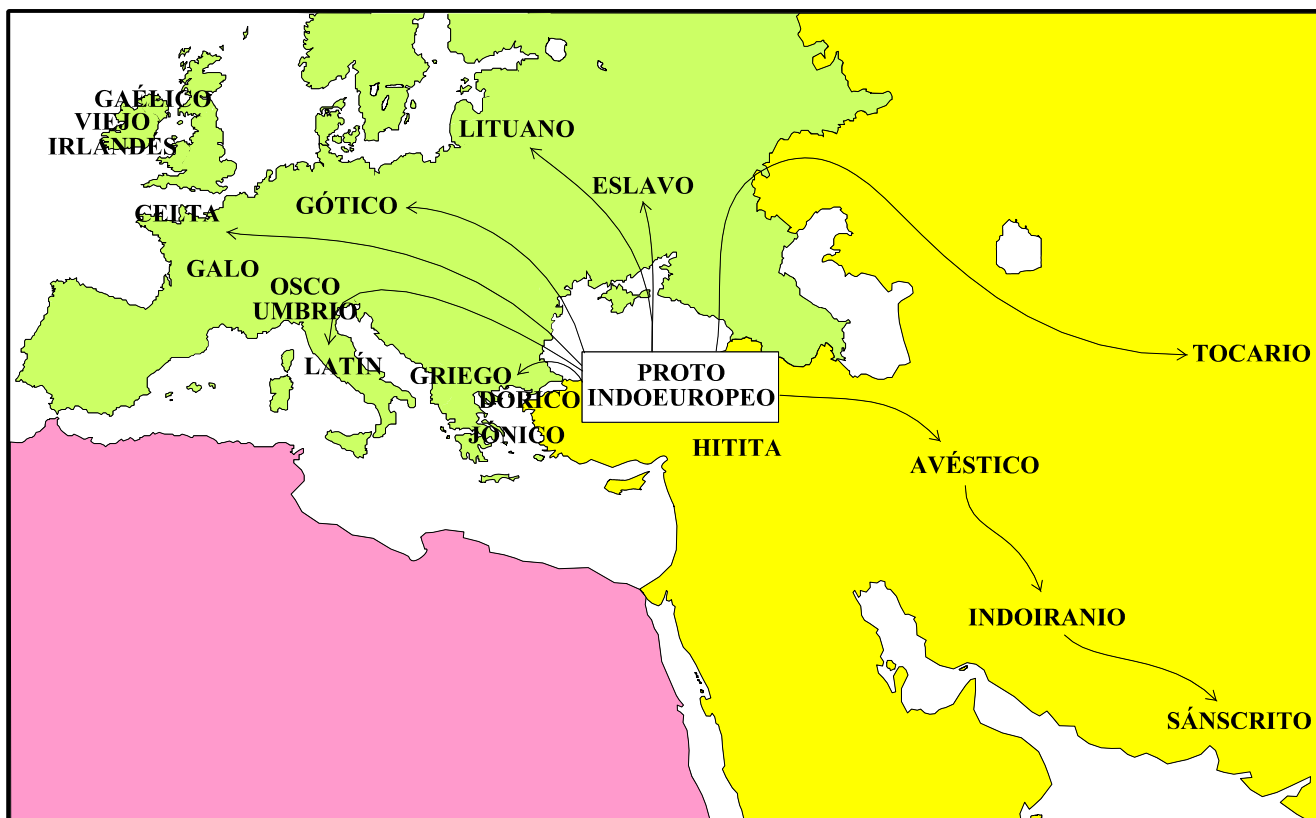 GAÉLICO
VIEJO
IRLANDÉS
LITUANO
ESLAVO
GÓTICO
CELTA
GALO
OSCO
UMBRIO
LATÍN
GRIEGO
DÓRICO
JÓNICO
PROTO
INDOEUROPEO
TOCARIO
HITITA
AVÉSTICO
INDOIRANIO
SÁNSCRITO